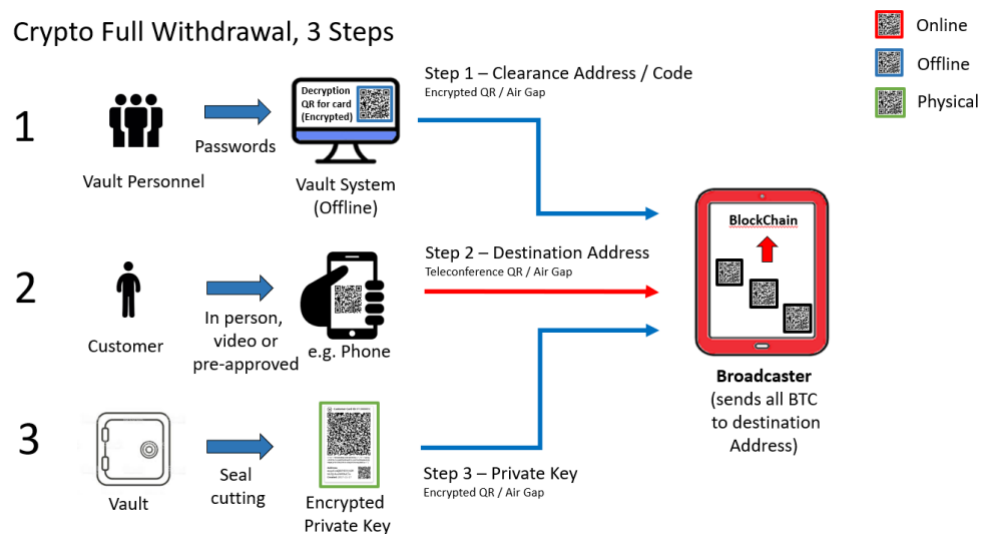 Crypto Full Withdrawal, 3 Steps
Online
Offline
Physical
1
Vault Personnel
Passwords
Decryption
QR for card
(Encrypted)
Vault System
(Offline)
Step 1 – Clearance Address / Code
Encrypted QR / Air Gap
2
Customer
In person,
video or
pre-approved
e.g. Phone
Step 2 – Destination Address
Teleconference QR / Air Gap
3
Vault
Seal
cutting
Encrypted
Private Key
Step 3 – Private Key
Encrypted QR / Air Gap
BlockChain
Broadcaster
(sends all BTC
to destination
Address)